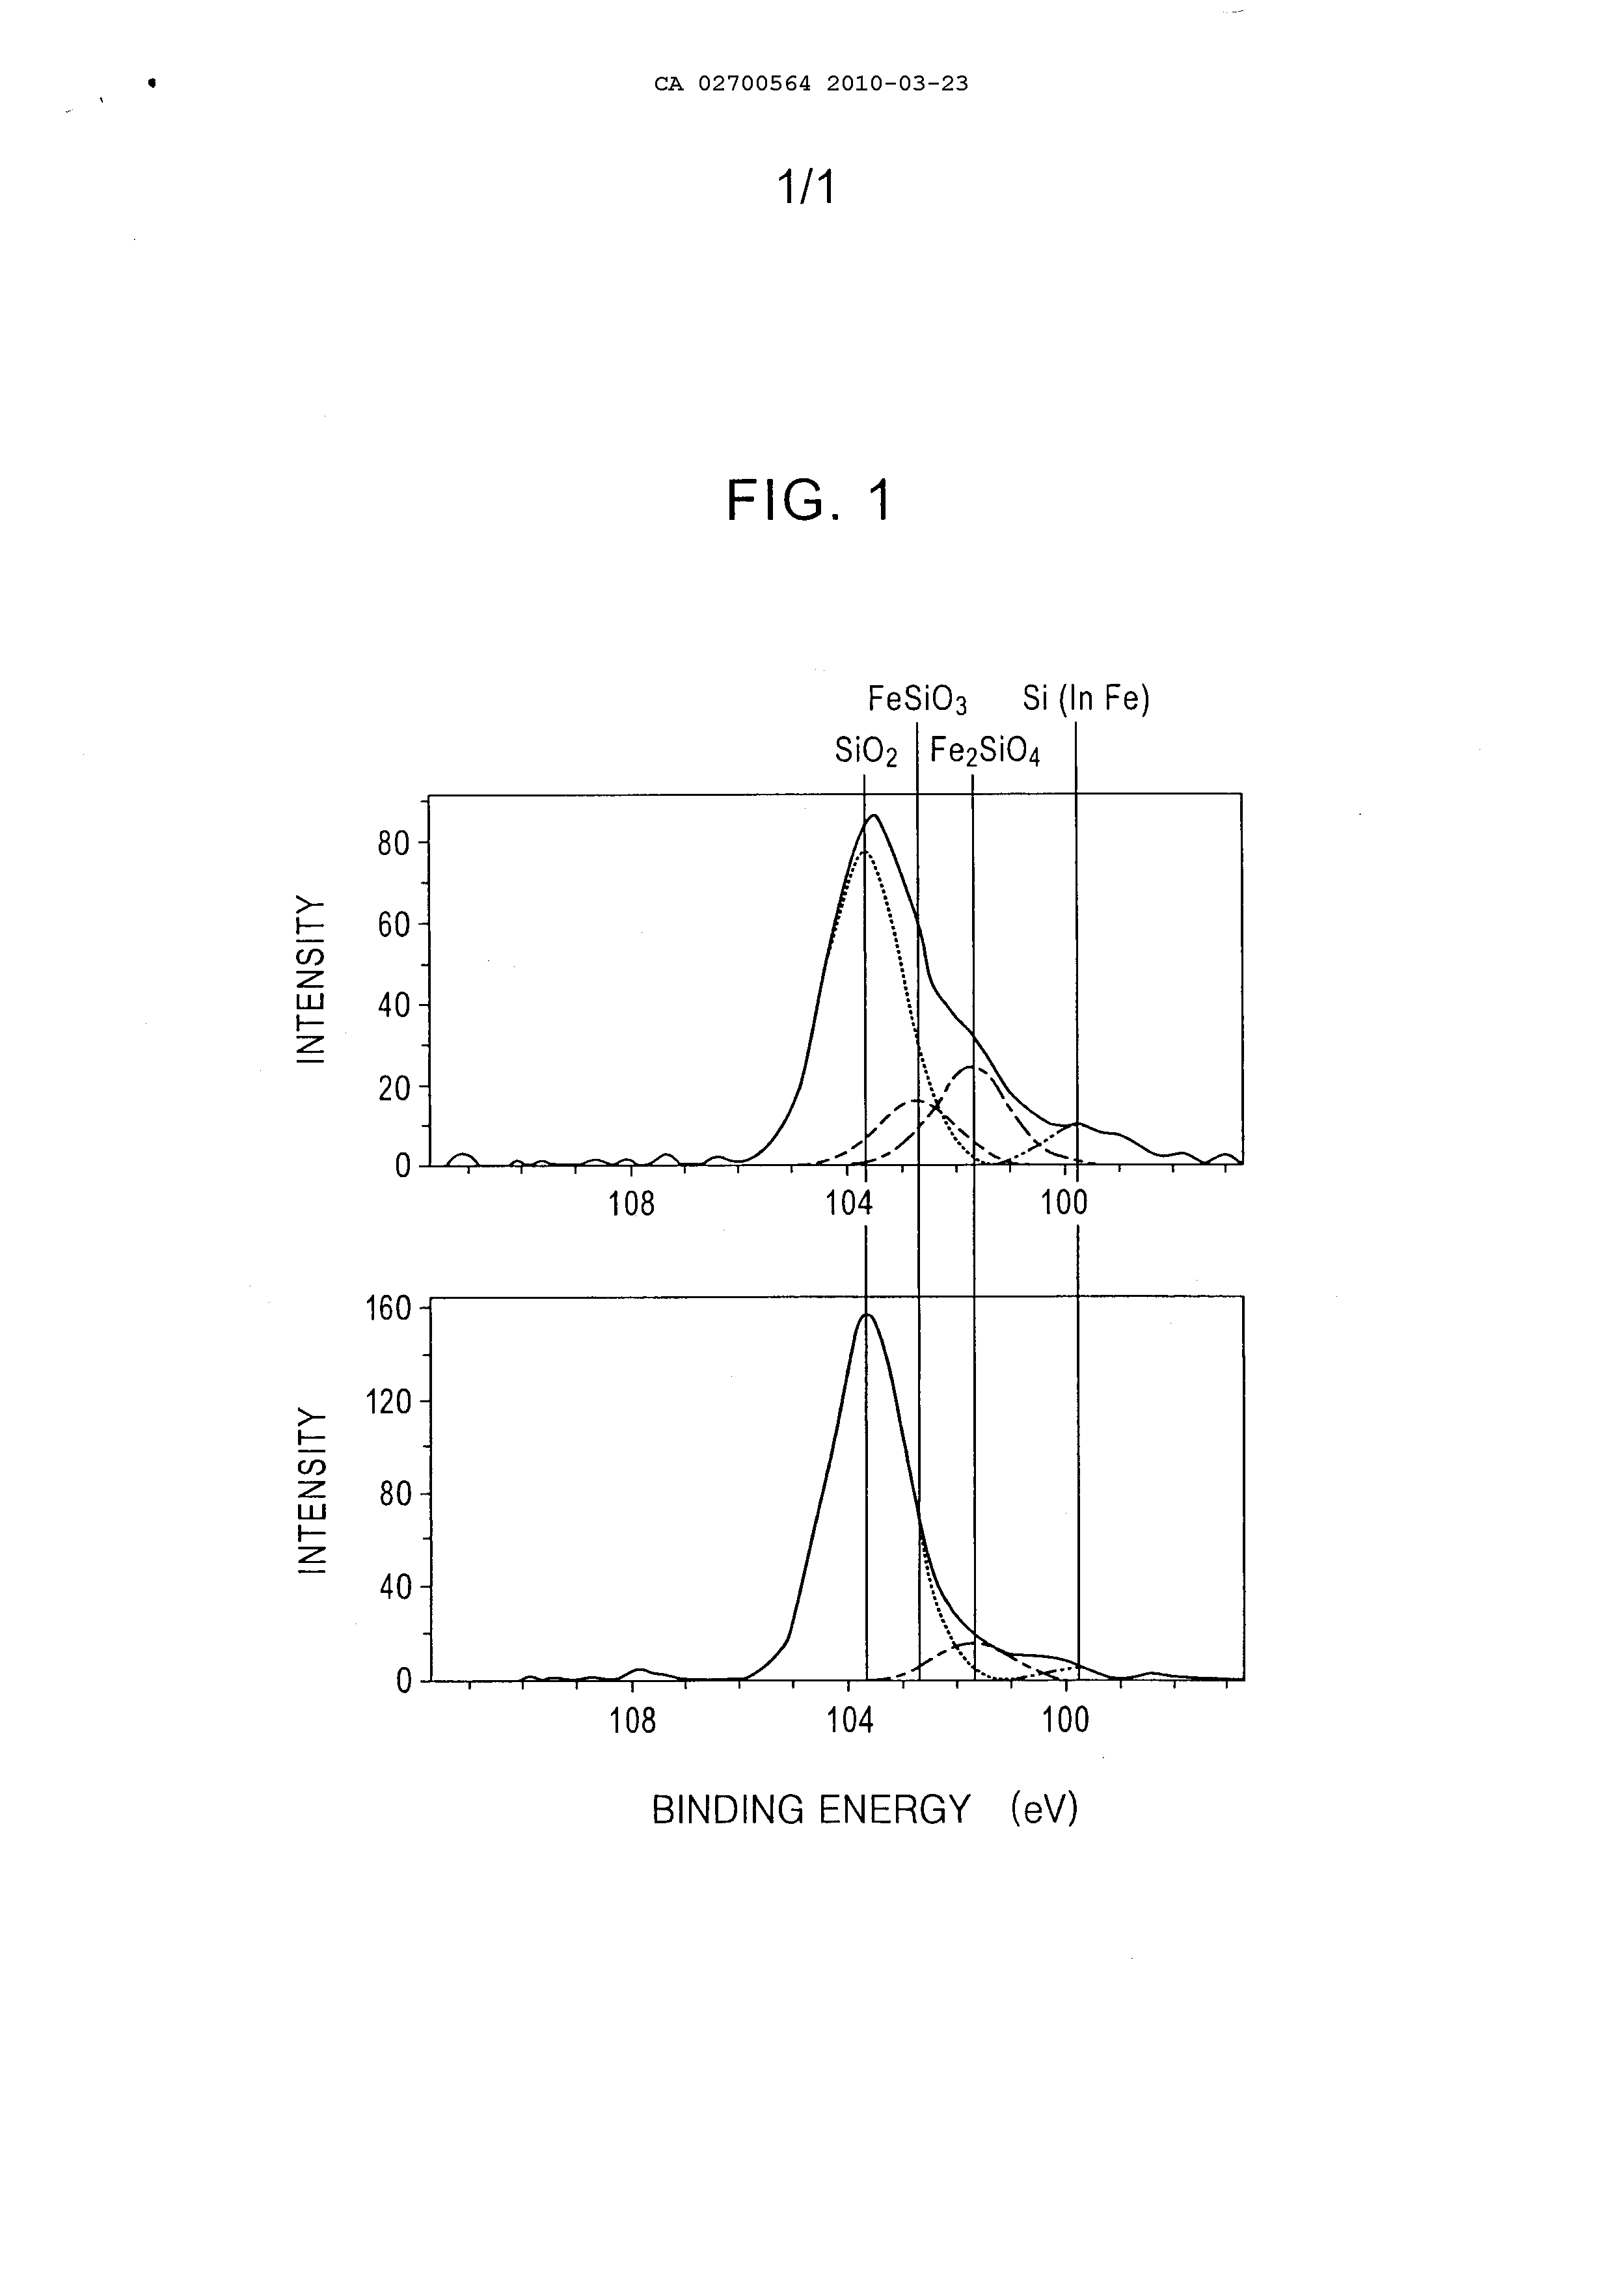 CA 02700564 2010-03-23
1/1
FIG. 1
FeSiO3 Si (In Fe)
SiO2 Fe2SiO4
INTENSITY
80
60
40
20
0
108 104 100
INTENSITY
160
120
80
40
0
108 104 100
BINDING ENERGY (eV)